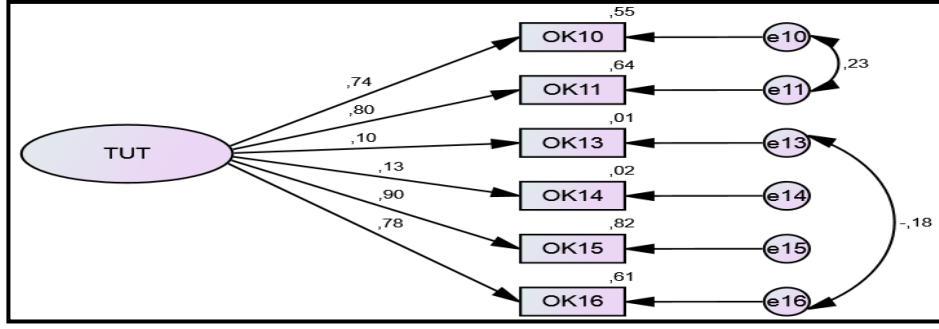 ,55
OK10
e10
,74
,64
,23
OK11
e11
,80
,01
OK13
e13
,10
TUT
,02
,13
OK14
e14
,90
,82
-,18
,78
OK15
e15
,61
OK16
e16